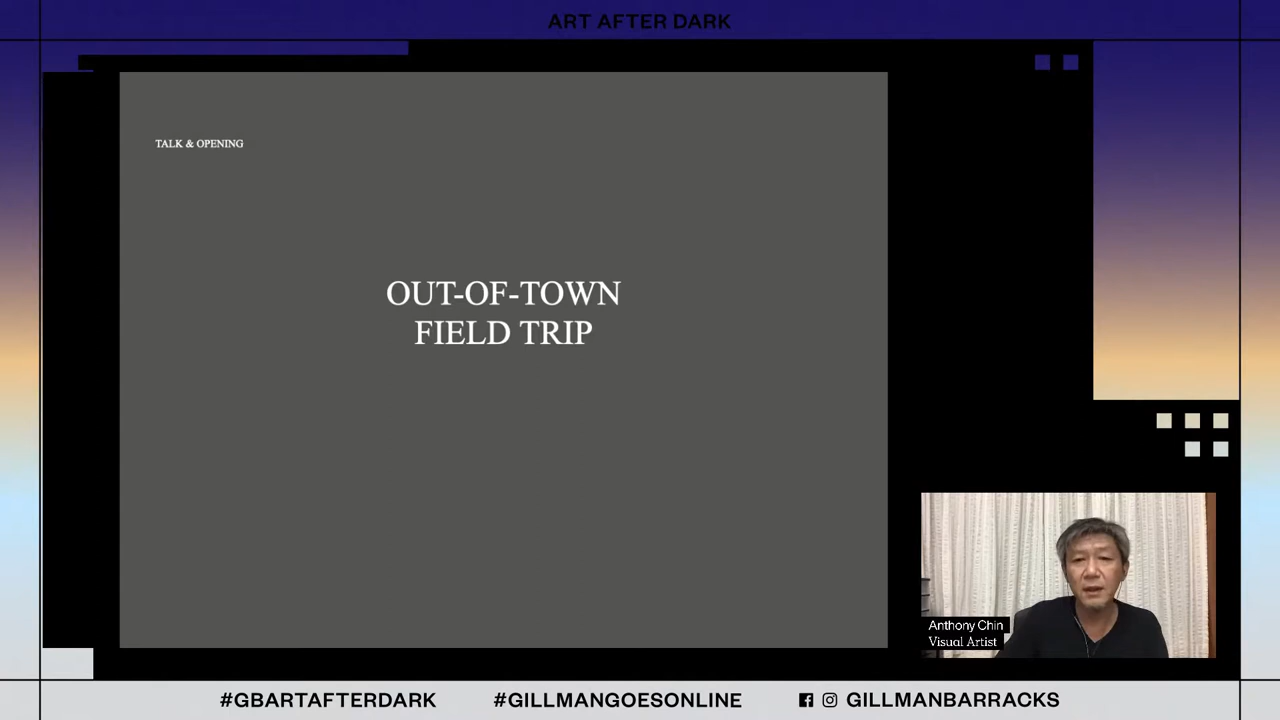 ART AFTER DARK
TALK & OPENING
OUT-OF-TOWN
FIELD TRIP
Anthony Chin
Visual Artist
#GBARTAFTERDARK #GILLMANGOESONLINE GILLMANBARRACKS